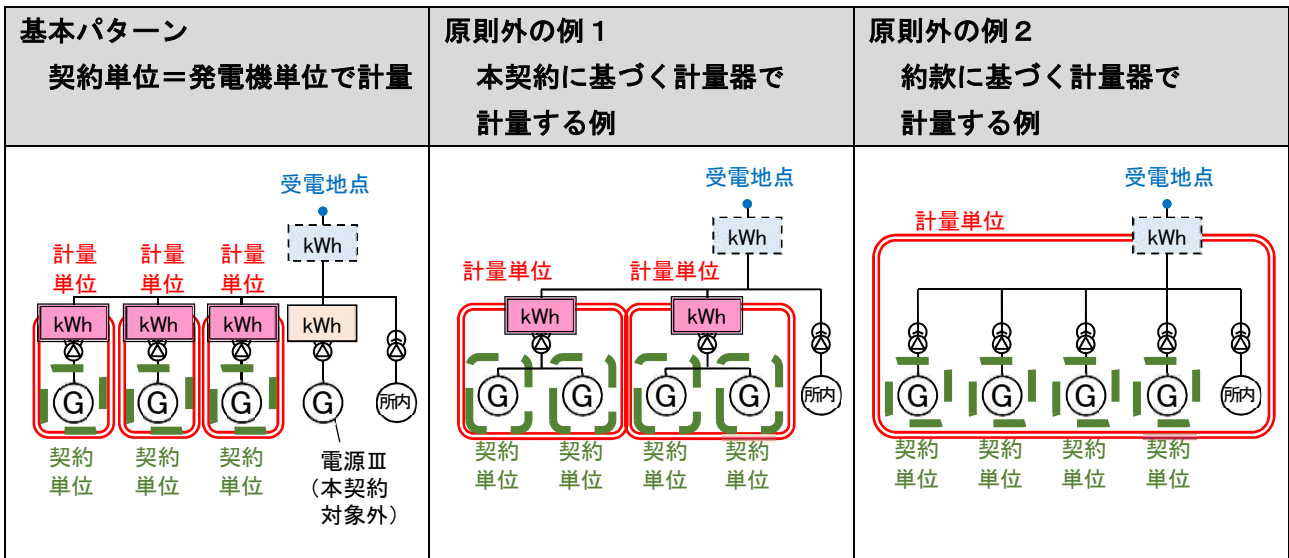 基本パターン
契約単位＝発電機単位で計量
原則外の例１
本契約に基づく計量器で
計量する例
原則外の例２
約款に基づく計量器で
計量する例
受電地点
kWh
計量
単位
計量
単位
計量
単位
kWh
kWh
kWh
kWh
G
G
G
G
所内
契約
単位
契約
単位
契約
単位
電源Ⅲ
（本契約
対象外）
受電地点
kWh
計量単位
計量単位
kWh
kWh
G
G
G
G
所内
契約
単位
契約
単位
契約
単位
契約
単位
受電地点
計量単位
kWh
G
G
G
G
所内
契約
単位
契約
単位
契約
単位
契約
単位